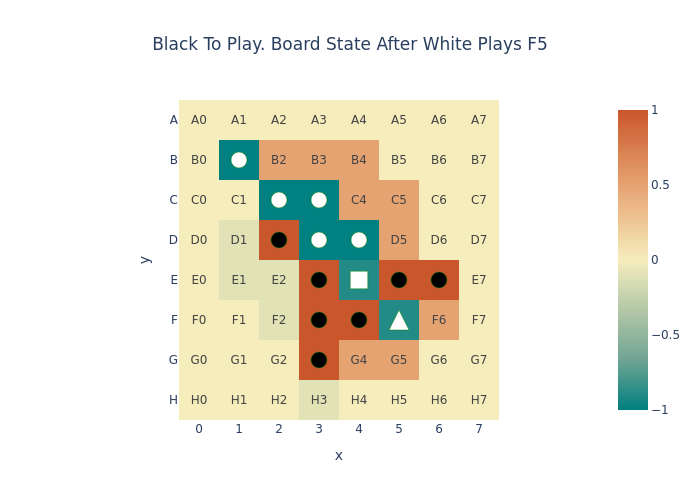 Black To Play. Board State After White Plays F5
A A0 A1 A2 A3 A4 A5 A6 A7
B B0 B2 B3 B4 B5 B6 B7
C C0 C1 C4 C5 C6 C7
D D0 D1 D5 D6 D7
E E0 E1 E2 E7
F F0 F1 F2 F6 F7
G G0 G1 G2 G4 G5 G6 G7
H H0 H1 H2 H3 H4 H5 H6 H7
0 1 2 3 4 5 6 7
x
y
1
0.5
0
−0.5
−1